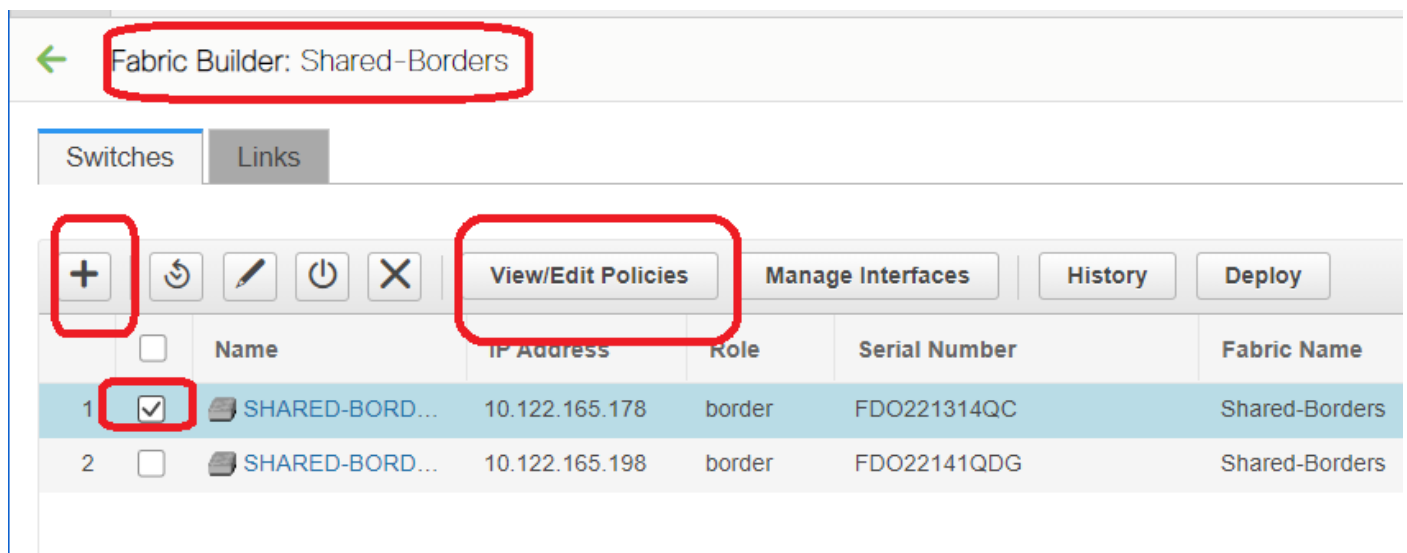 Fabric Builder: Shared-Borders
Switches Links
View/Edit Policies Manage Interfaces History Deploy
Name IP Address Role Serial Number Fabric Name
1 SHARED-BORD... 10.122.165.178 border FDO221314QC Shared-Borders
2 SHARED-BORD... 10.122.165.198 border FDO22141QDG Shared-Borders